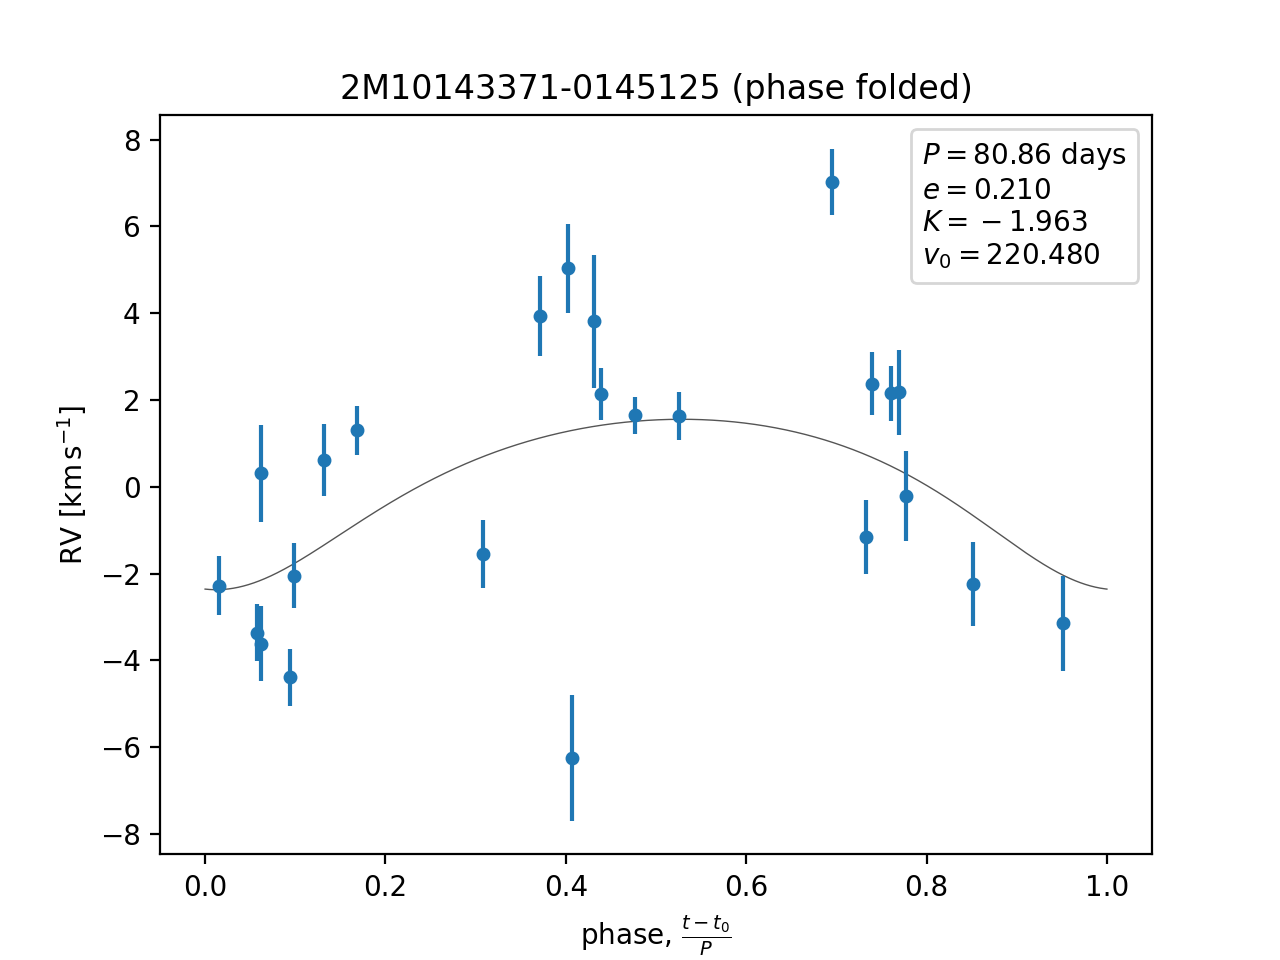 2M10143371-0145125 (phase folded)
P = 80.86 days
e = 0.210
K = −1.963
v₀ = 220.480
8
6
4
2
0
−2
−4
−6
−8
RV [km s⁻¹]
0.0 0.2 0.4 0.6 0.8 1.0
phase, (t − t₀)/P